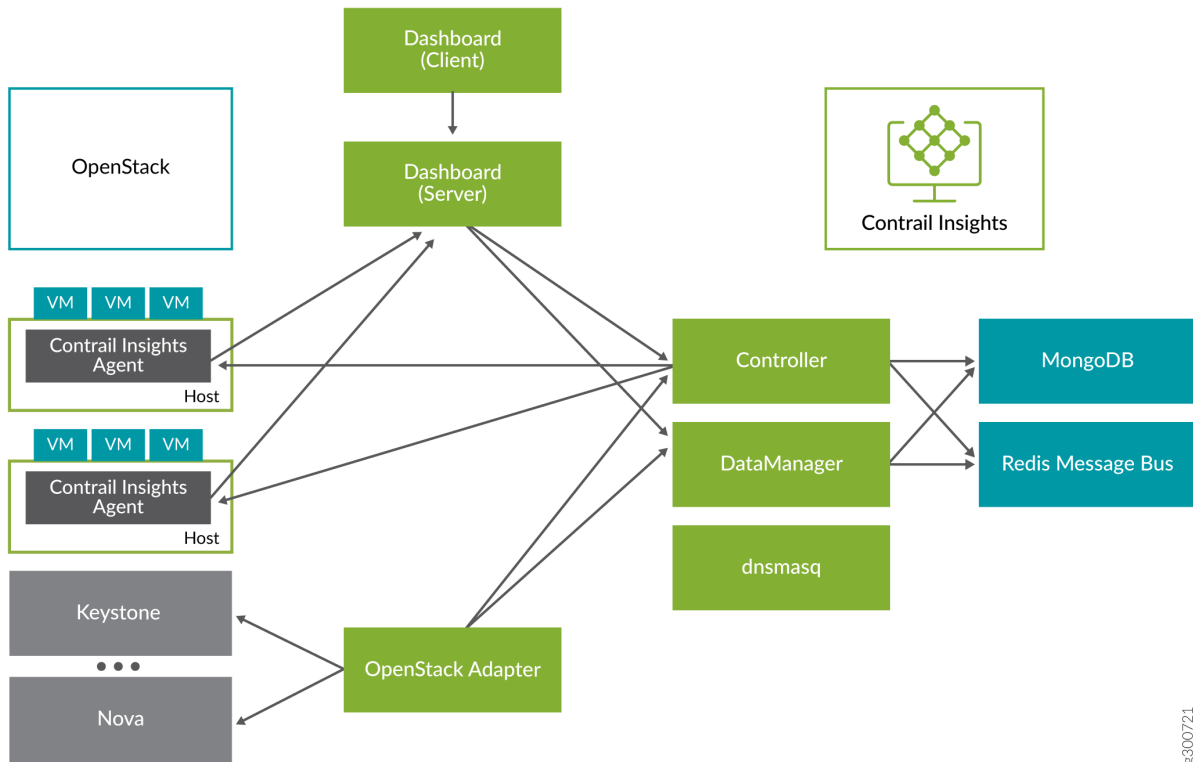 Dashboard
(Client)
OpenStack
Dashboard
(Server)
Contrail Insights
VM VM VM
Contrail Insights
Agent
Host
Controller
MongoDB
VM VM VM
Contrail Insights
Agent
Host
DataManager
Redis Message Bus
dnsmasq
Keystone
OpenStack Adapter
Nova
g300721